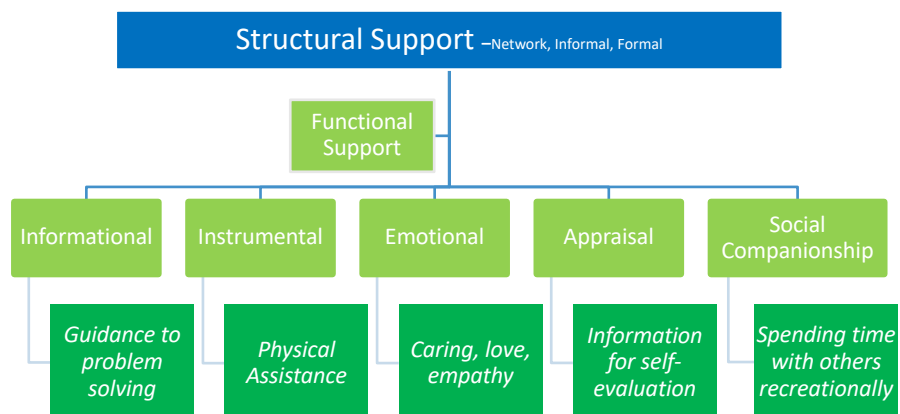 Structural Support –Network, Informal, Formal
Functional
Support
Informational
Instrumental
Emotional
Appraisal
Social
Companionship
Guidance to
problem
solving
Physical
Assistance
Caring, love,
empathy
Information
for self-
evaluation
Spending time
with others
recreationally